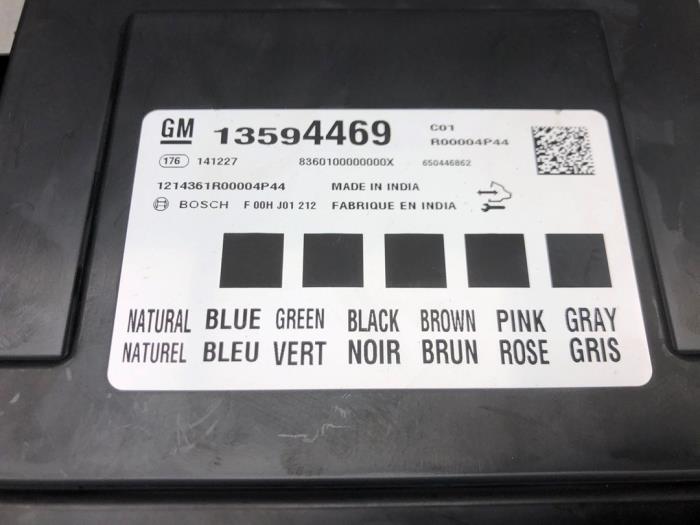 GM 13594469 C01
R00004P44
176 141227 8360100000000X 650446862
1214361R00004P44 MADE IN INDIA
BOSCH F 00H J01 212 FABRIQUE EN INDIA
NATURAL BLUE GREEN BLACK BROWN PINK GRAY
NATUREL BLEU VERT NOIR BRUN ROSE GRIS